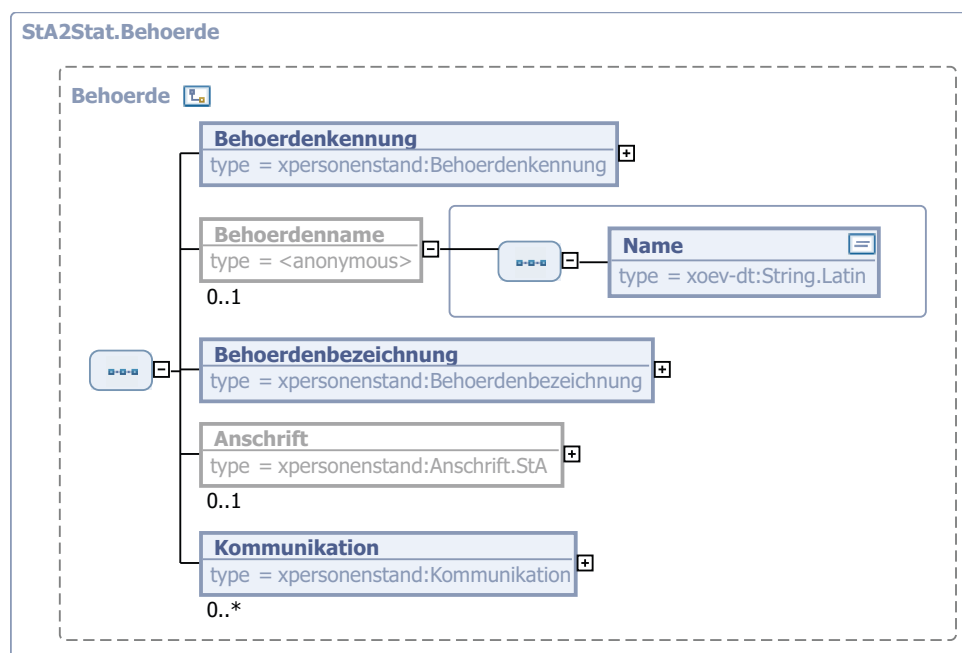 StA2Stat.Behoerde
Behoerde
Behoerdenkennung
type = xpersonenstand:Behoerdenkennung
Behoerdenname
type = <anonymous>
0..1
Name
type = xoev-dt:String.Latin
Behoerdenbezeichnung
type = xpersonenstand:Behoerdenbezeichnung
Anschrift
type = xpersonenstand:Anschrift.StA
0..1
Kommunikation
type = xpersonenstand:Kommunikation
0..*